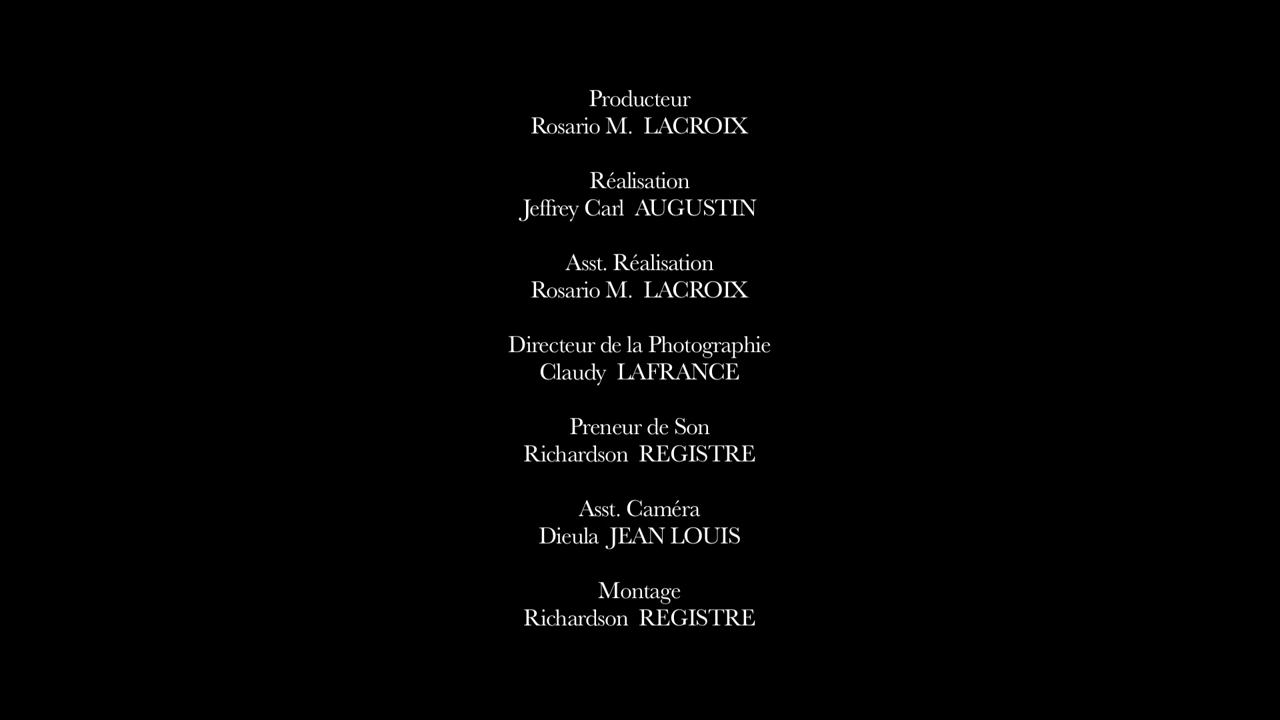 Producteur
Rosario M. LACROIX
Réalisation
Jeffrey Carl AUGUSTIN
Asst. Réalisation
Rosario M. LACROIX
Directeur de la Photographie
Claudy LAFRANCE
Preneur de Son
Richardson REGISTRE
Asst. Caméra
Dieula JEAN LOUIS
Montage
Richardson REGISTRE